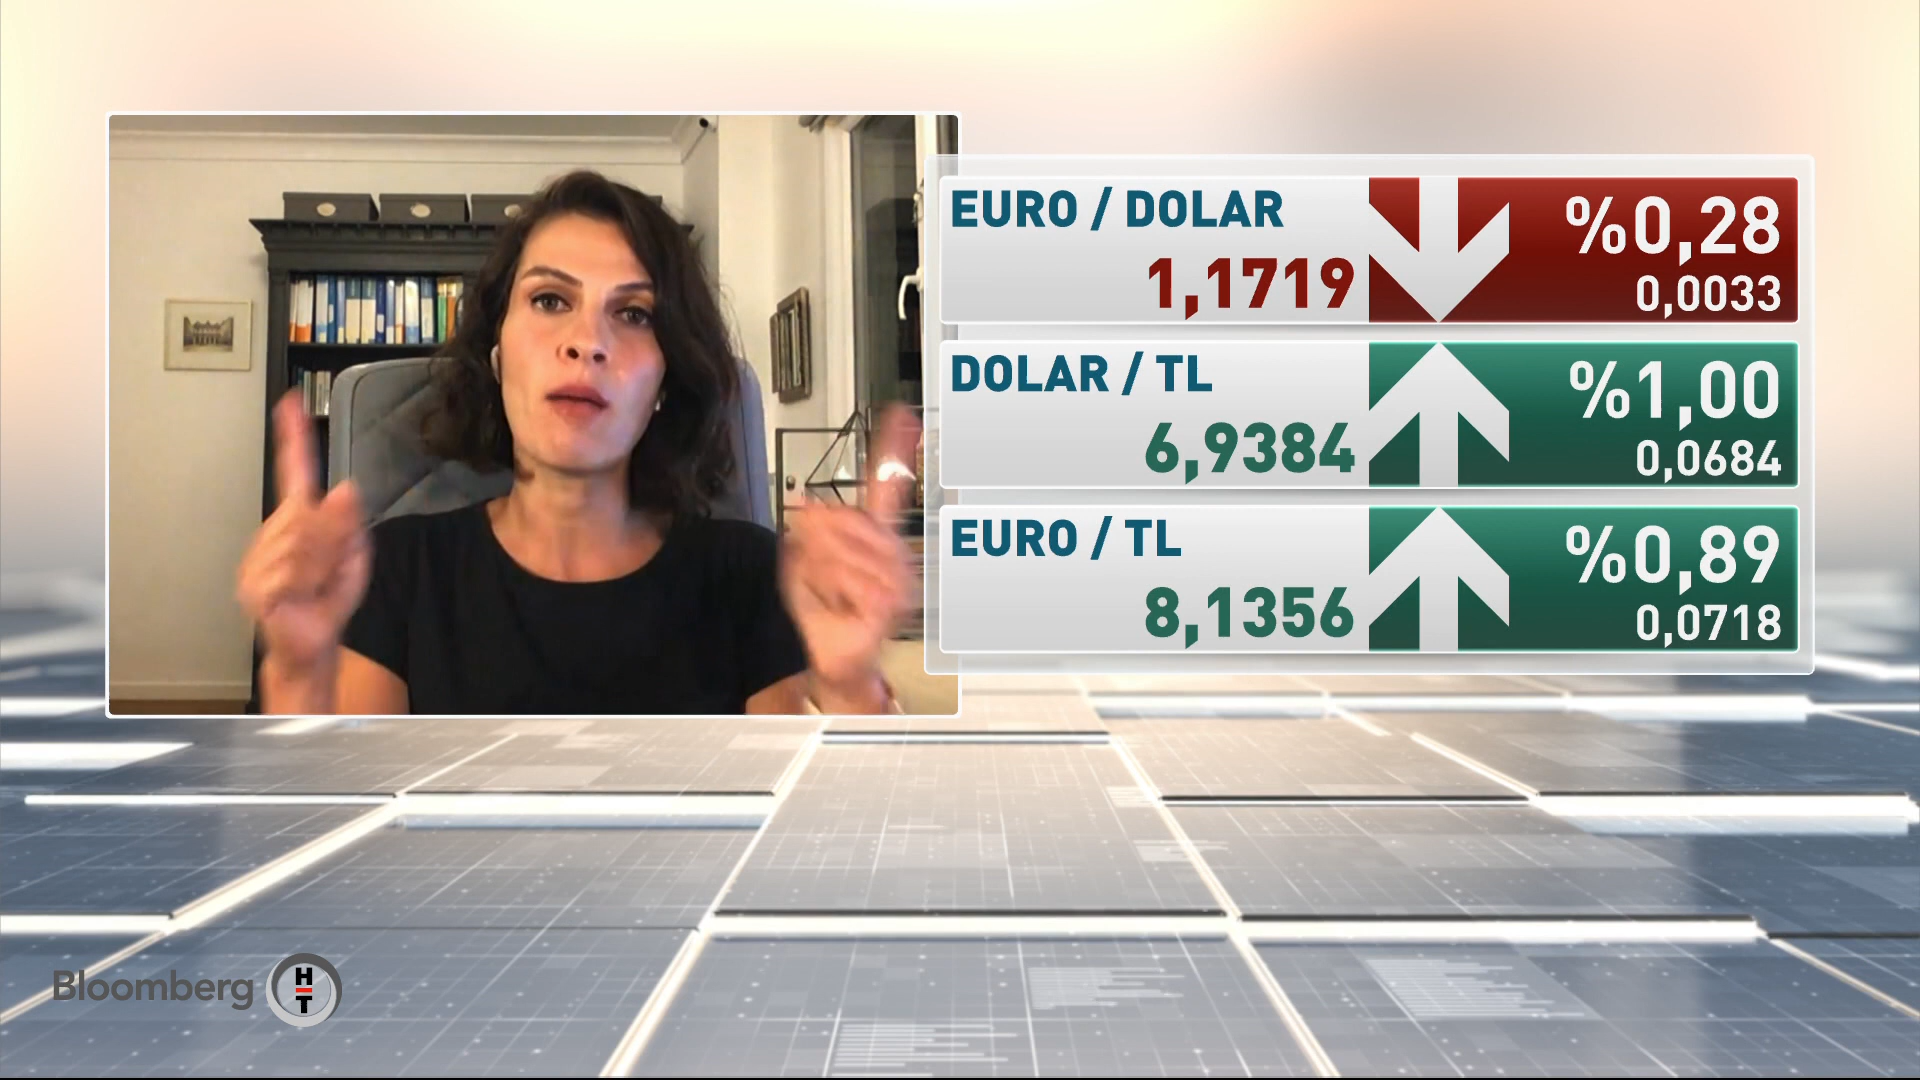 EURO / DOLAR
1,1719
%0,28
0,0033
DOLAR / TL
6,9384
%1,00
0,0684
EURO / TL
8,1356
%0,89
0,0718
Bloomberg HT